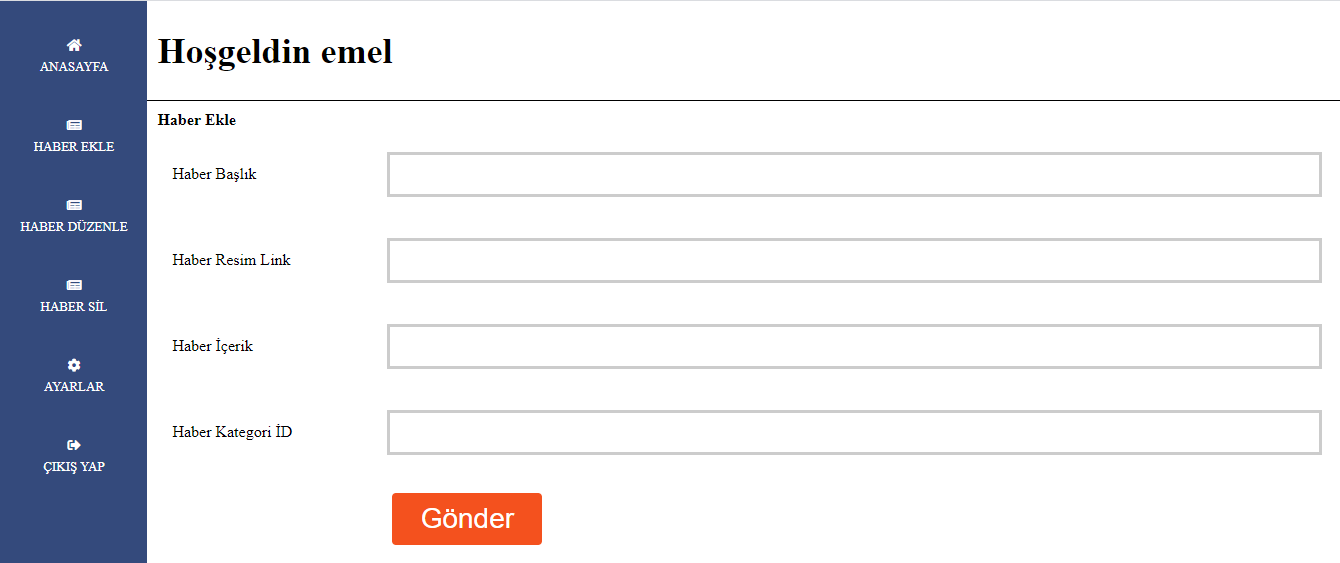 ANASAYFA
HABER EKLE
HABER DÜZENLE
HABER SİL
AYARLAR
ÇIKIŞ YAP
Hoşgeldin emel
Haber Ekle
Haber Başlık
Haber Resim Link
Haber İçerik
Haber Kategori İD
Gönder